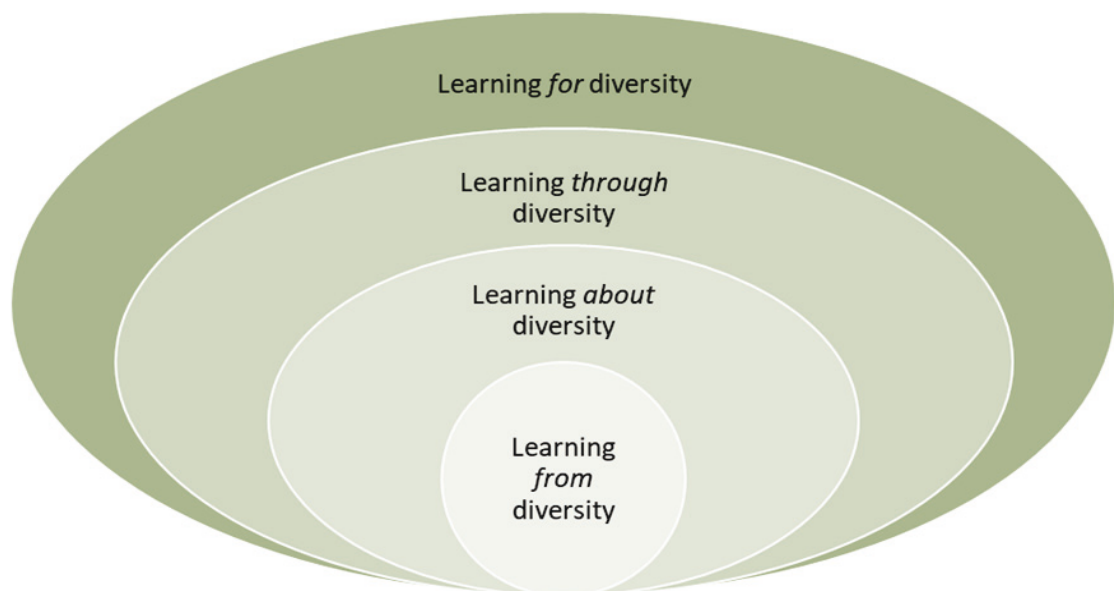 Learning for diversity
Learning through
diversity
Learning about
diversity
Learning
from
diversity